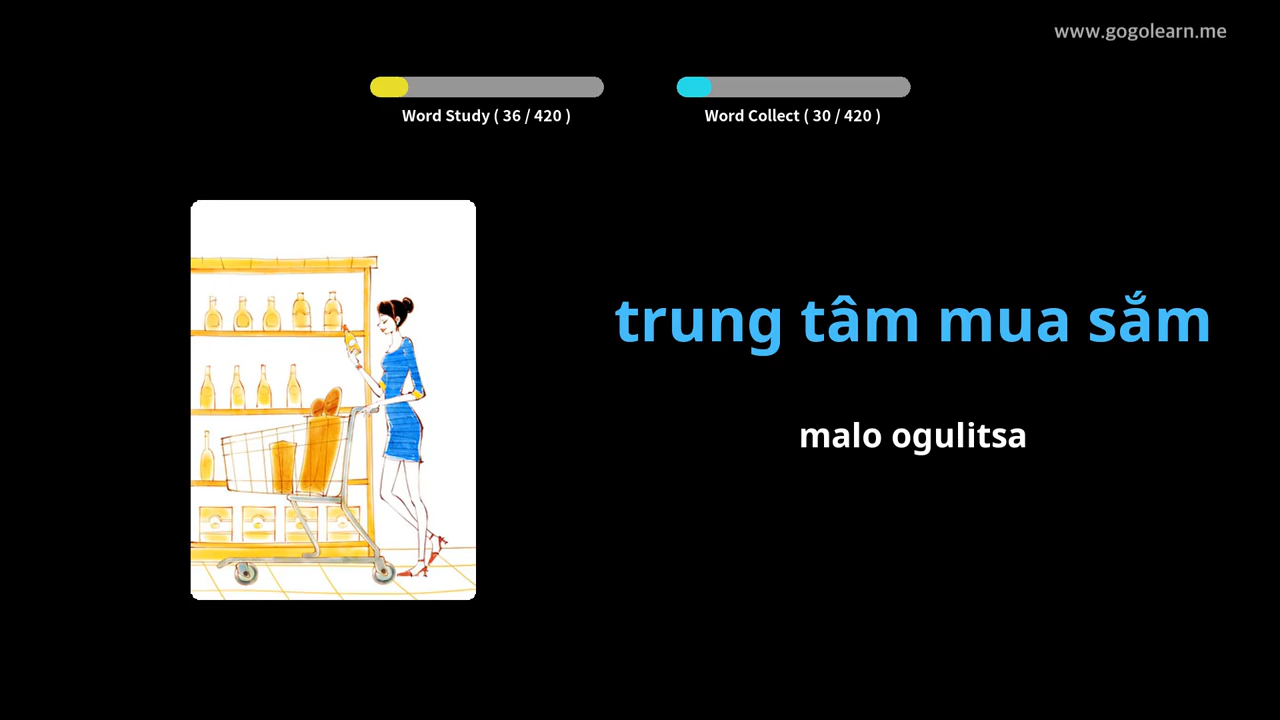 www.gogolearn.me
Word Study ( 36 / 420 )
Word Collect ( 30 / 420 )
trung tâm mua sắm
malo ogulitsa